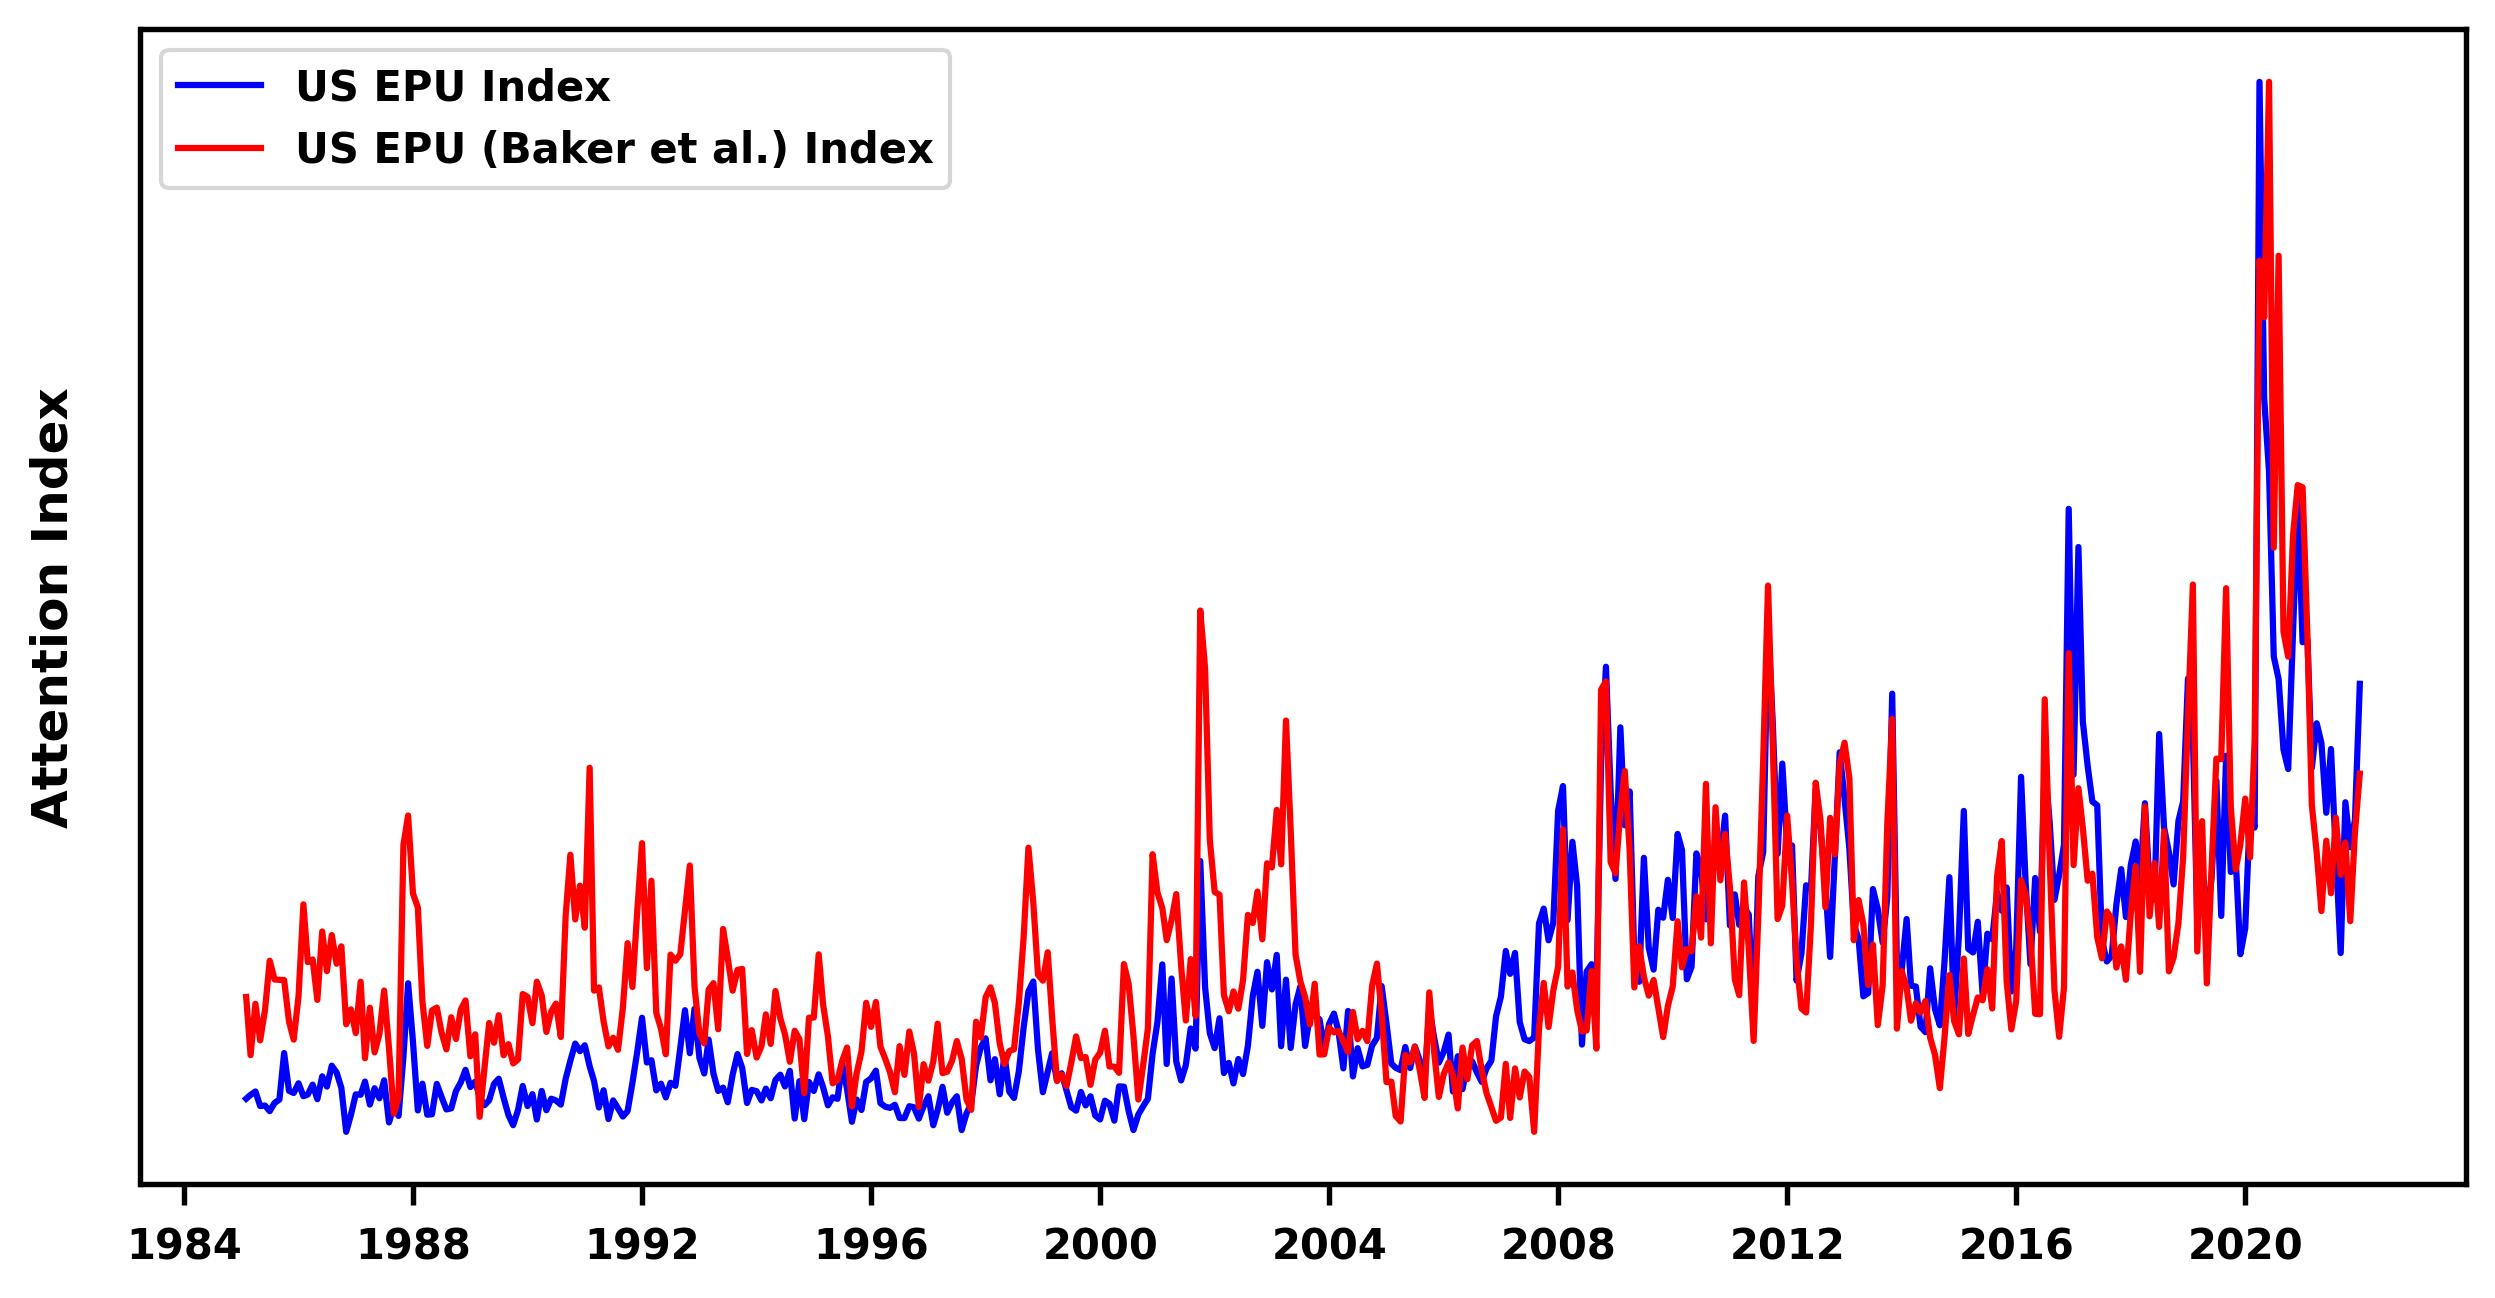 US EPU Index
US EPU (Baker et al.) Index
Attention Index
1984 1988 1992 1996 2000 2004 2008 2012 2016 2020